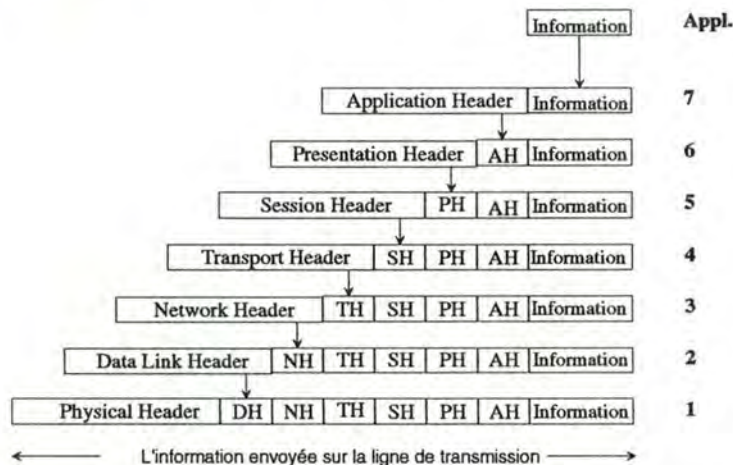 Information Appl.
Application Header Information 7
Presentation Header AH Information 6
Session Header PH AH Information 5
Transport Header SH PH AH Information 4
Network Header TH SH PH AH Information 3
Data Link Header NH TH SH PH AH Information 2
Physical Header DH NH TH SH PH AH Information 1
L'information envoyée sur la ligne de transmission